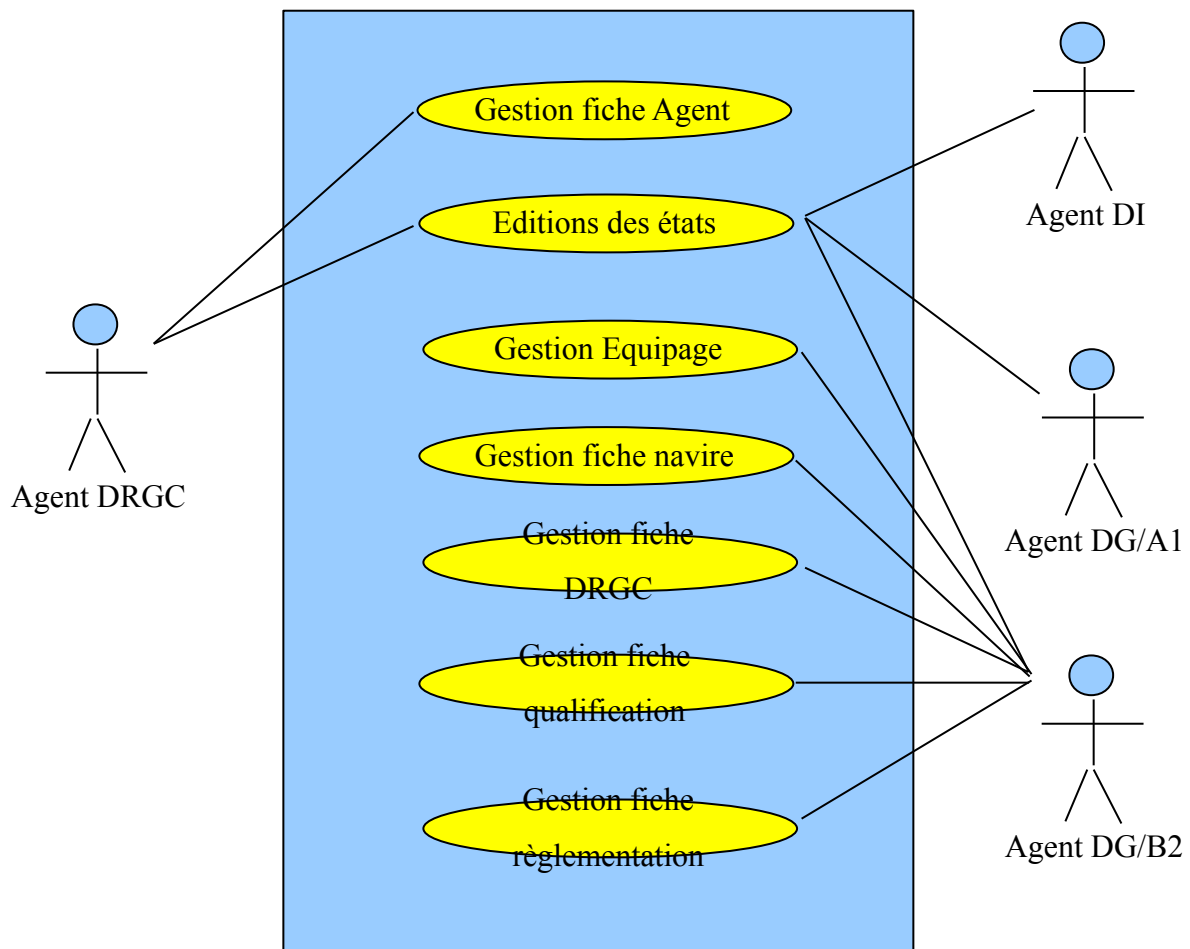 Gestion fiche Agent
Editions des états
Agent DI
Gestion Equipage
Gestion fiche navire
Agent DRGC
Gestion fiche
DRGC
Agent DG/A1
Gestion fiche
qualification
Gestion fiche
règlementation
Agent DG/B2